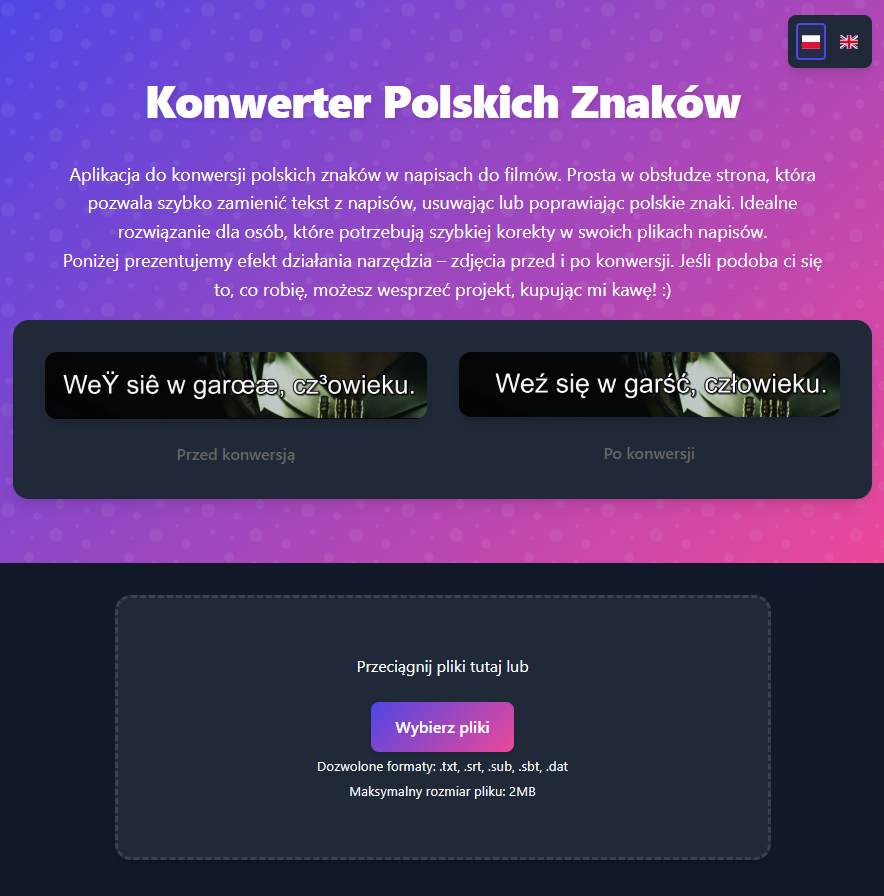 Konwerter Polskich Znaków
Aplikacja do konwersji polskich znaków w napisach do filmów. Prosta w obsłudze strona, która
pozwala szybko zamienić tekst z napisów, usuwając lub poprawiając polskie znaki. Idealne
rozwiązanie dla osób, które potrzebują szybkiej korekty w swoich plikach napisów.
Poniżej prezentujemy efekt działania narzędzia – zdjęcia przed i po konwersji. Jeśli podoba ci się
to, co robię, możesz wesprzeć projekt, kupując mi kawę! :)
WeŸ siê w garœæ, cz³owieku.
Weź się w garść, człowieku.
Przed konwersją
Po konwersji
Przeciągnij pliki tutaj lub
Wybierz pliki
Dozwolone formaty: .txt, .srt, .sub, .sbt, .dat
Maksymalny rozmiar pliku: 2MB